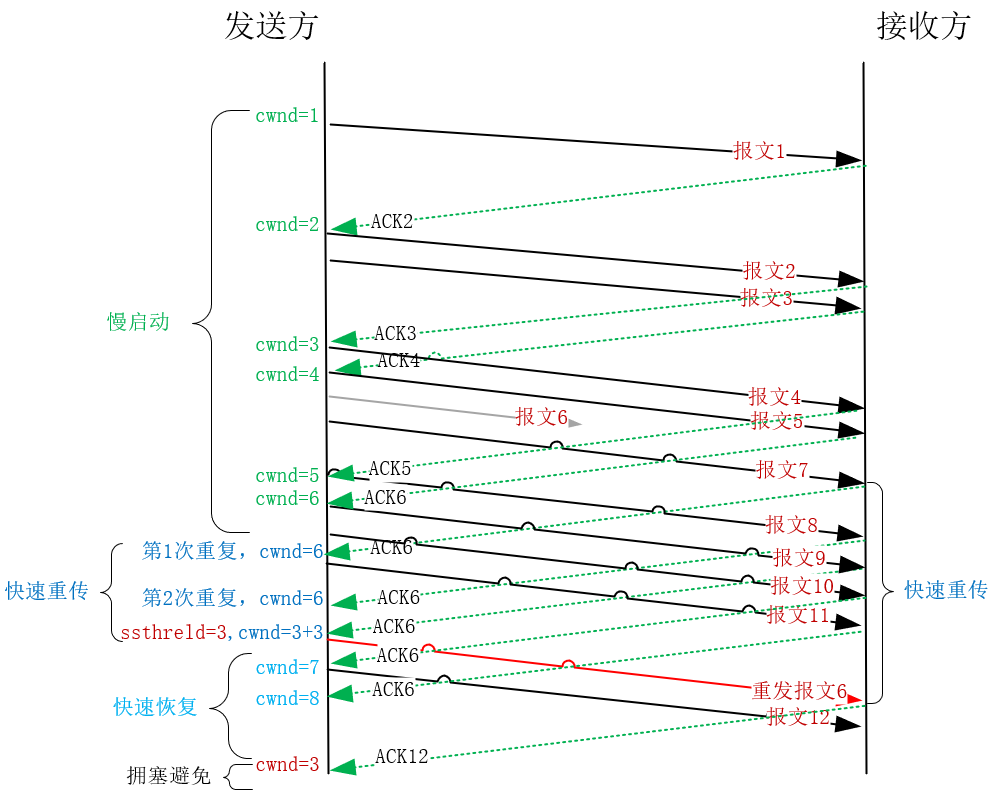 发送方
接收方
cwnd=1
报文1
ACK2
cwnd=2
报文2
报文3
慢启动
ACK3
cwnd=3
ACK4
cwnd=4
报文4
报文5
报文6
报文7
ACK5
cwnd=5
ACK6
cwnd=6
报文8
第1次重复，cwnd=6
ACK6
报文9
快速重传
快速重传
报文10
第2次重复，cwnd=6
ACK6
报文11
ssthreld=3,cwnd=3+3
ACK6
ACK6
cwnd=7
ACK6
重发报文6
cwnd=8
快速恢复
报文12
ACK12
cwnd=3
拥塞避免